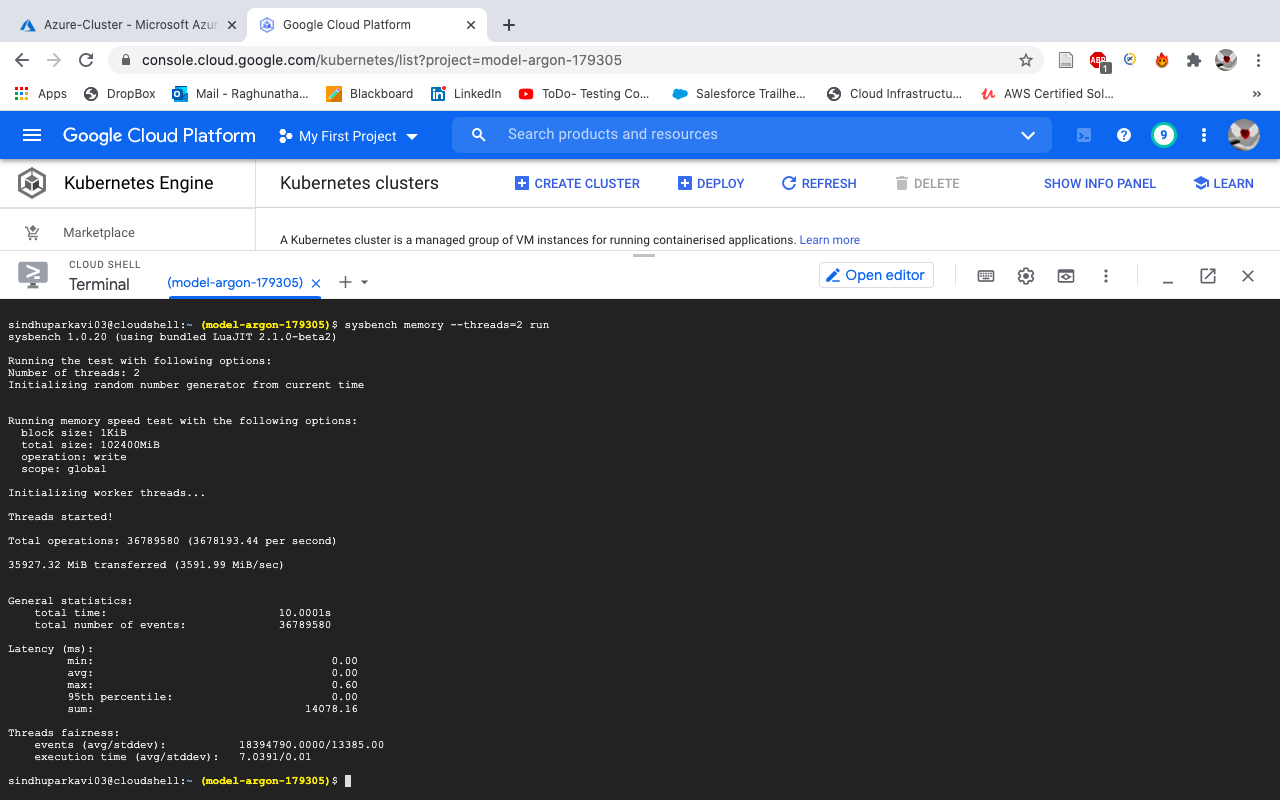 Azure-Cluster - Microsoft Azur
Google Cloud Platform
console.cloud.google.com/kubernetes/list?project=model-argon-179305
ABP
1
Apps
DropBox
Mail - Raghunatha...
Blackboard
LinkedIn
ToDo- Testing Co...
Salesforce Trailhe...
Cloud Infrastructu...
AWS Certified Sol...
»
Google Cloud Platform
My First Project
Search products and resources
9
Kubernetes Engine
Kubernetes clusters
CREATE CLUSTER
DEPLOY
REFRESH
DELETE
SHOW INFO PANEL
LEARN
Marketplace
A Kubernetes cluster is a managed group of VM instances for running containerised applications. Learn more
CLOUD SHELL
Terminal
(model-argon-179305)
Open editor
sindhuparkavi03@cloudshell:~ (model-argon-179305)$ sysbench memory --threads=2 run
sysbench 1.0.20 (using bundled LuaJIT 2.1.0-beta2)
Running the test with following options:
Number of threads: 2
Initializing random number generator from current time
Running memory speed test with the following options:
block size: 1KiB
total size: 102400MiB
operation: write
scope: global
Initializing worker threads...
Threads started!
Total operations: 36789580 (3678193.44 per second)
35927.32 MiB transferred (3591.99 MiB/sec)
General statistics:
total time: 10.0001s
total number of events: 36789580
Latency (ms):
min: 0.00
avg: 0.00
max: 0.60
95th percentile: 0.00
sum: 14078.16
Threads fairness:
events (avg/stddev): 18394790.0000/13385.00
execution time (avg/stddev): 7.0391/0.01
sindhuparkavi03@cloudshell:~ (model-argon-179305)$